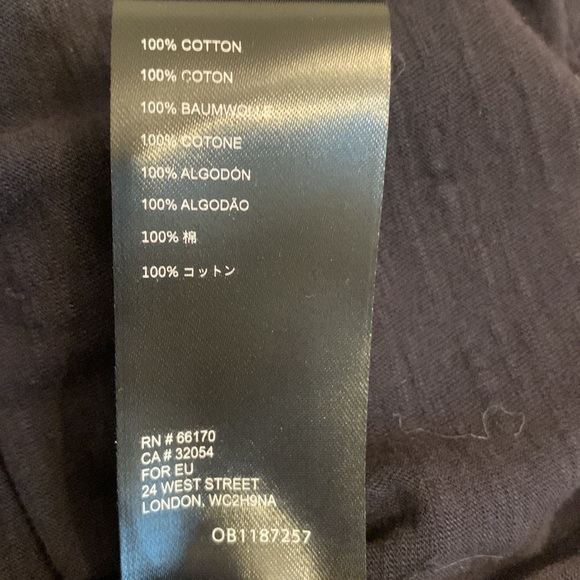 100% COTTON
100% COTON
100% BAUMWOLLE
100% COTONE
100% ALGODÓN
100% ALGODÃO
100% 棉
100% コットン
RN # 66170
CA # 32054
FOR EU
24 WEST STREET
LONDON, WC2H9NA
OB1187257